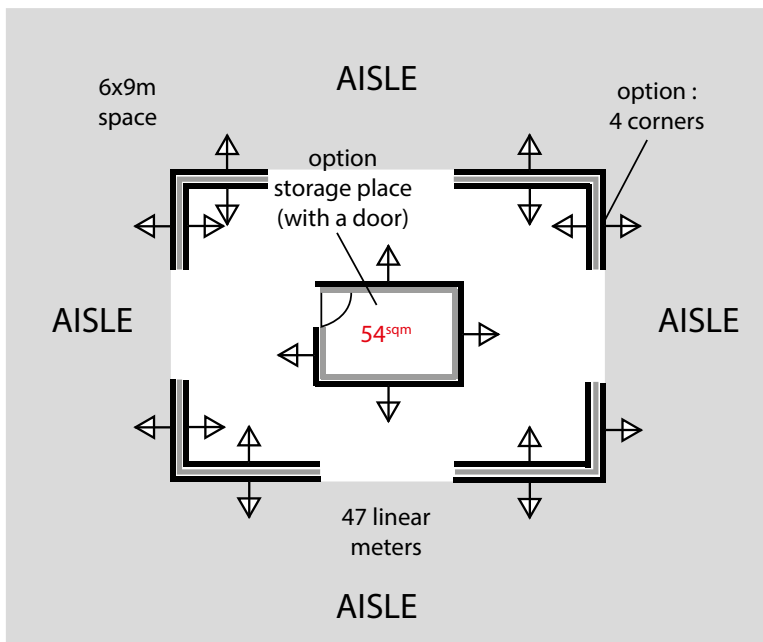 AISLE
6x9m
space
option :
4 corners
option
storage place
(with a door)
AISLE
54sqm
AISLE
47 linear
meters
AISLE